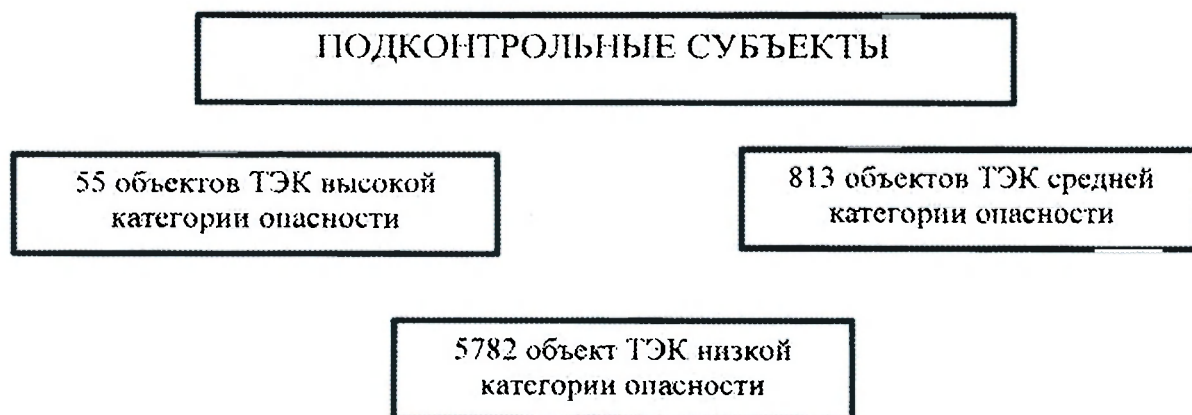 ПОДКОНТРОЛЬНЫЕ СУБЪЕКТЫ
55 объектов ТЭК высокой
категории опасности
813 объектов ТЭК средней
категории опасности
5782 объект ТЭК низкой
категории опасности